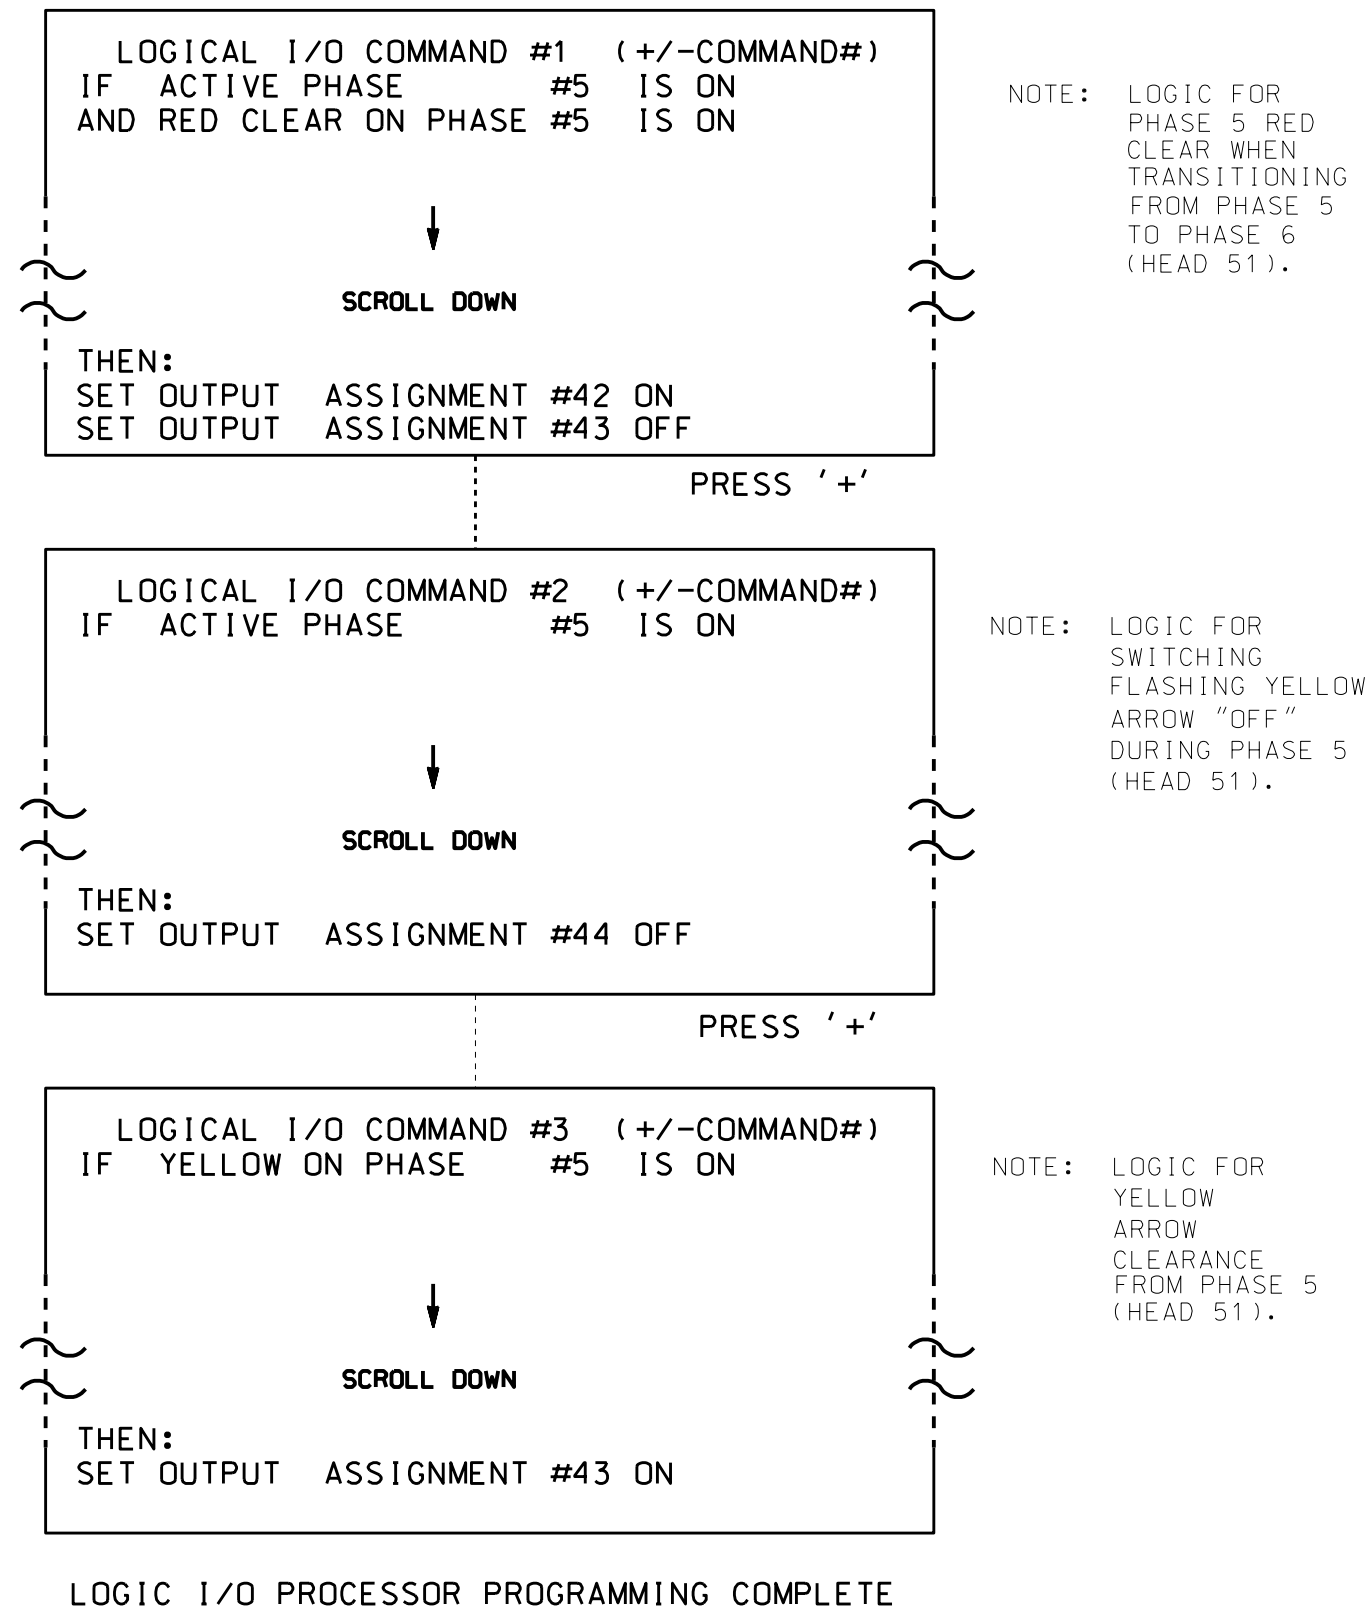 LOGICAL I/O COMMAND #1 (+/-COMMAND#)
IF ACTIVE PHASE #5 IS ON
AND RED CLEAR ON PHASE #5 IS ON
SCROLL DOWN
THEN:
SET OUTPUT ASSIGNMENT #42 ON
SET OUTPUT ASSIGNMENT #43 OFF
NOTE: LOGIC FOR
PHASE 5 RED
CLEAR WHEN
TRANSITIONING
FROM PHASE 5
TO PHASE 6
(HEAD 51).
PRESS '+'
LOGICAL I/O COMMAND #2 (+/-COMMAND#)
IF ACTIVE PHASE #5 IS ON
SCROLL DOWN
THEN:
SET OUTPUT ASSIGNMENT #44 OFF
NOTE: LOGIC FOR
SWITCHING
FLASHING YELLOW
ARROW "OFF"
DURING PHASE 5
(HEAD 51).
PRESS '+'
LOGICAL I/O COMMAND #3 (+/-COMMAND#)
IF YELLOW ON PHASE #5 IS ON
SCROLL DOWN
THEN:
SET OUTPUT ASSIGNMENT #43 ON
NOTE: LOGIC FOR
YELLOW
ARROW
CLEARANCE
FROM PHASE 5
(HEAD 51).
LOGIC I/O PROCESSOR PROGRAMMING COMPLETE